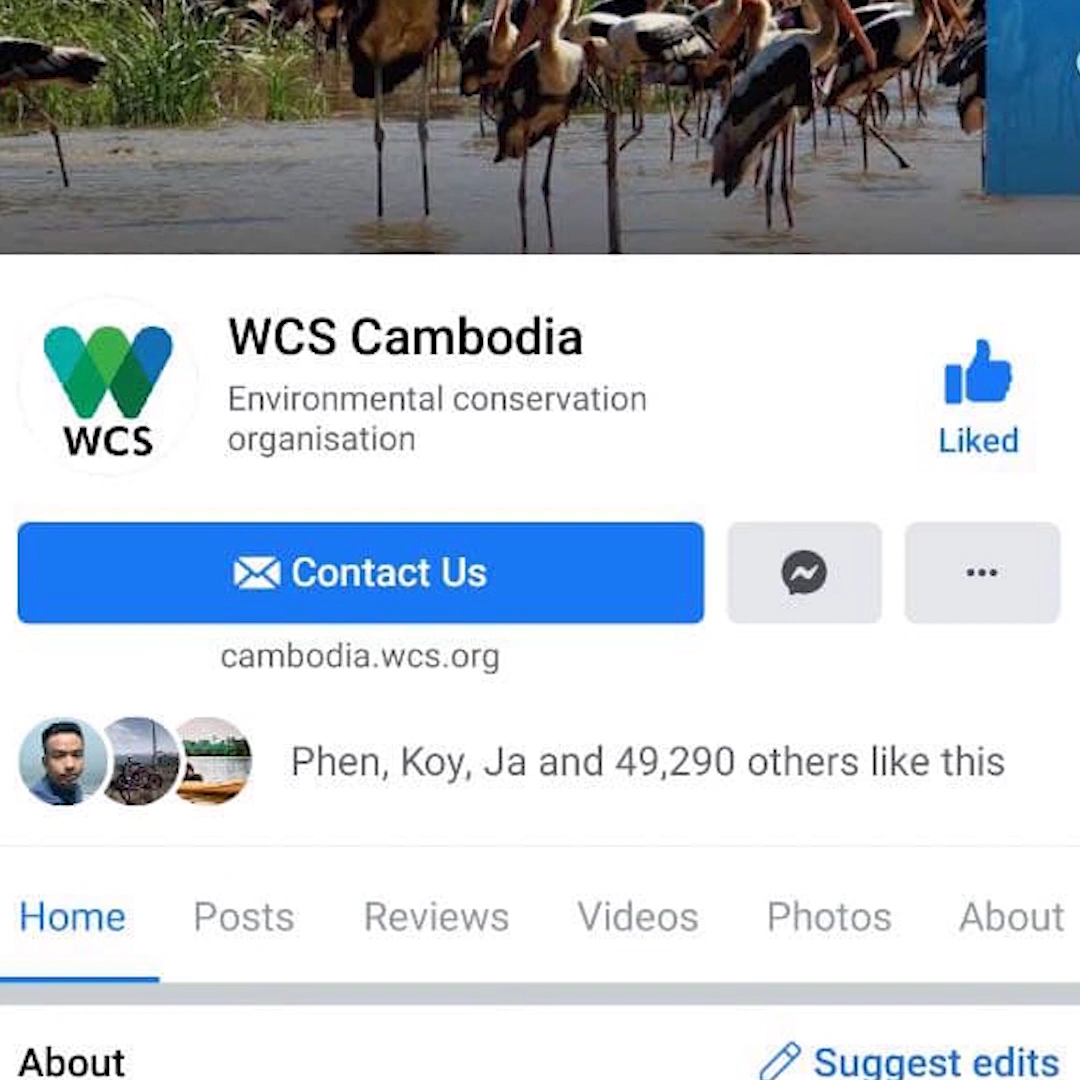 WCS Cambodia
Environmental conservation
organisation
WCS
Liked
Contact Us
cambodia.wcs.org
Phen, Koy, Ja and 49,290 others like this
Home Posts Reviews Videos Photos About
About Suggest edits